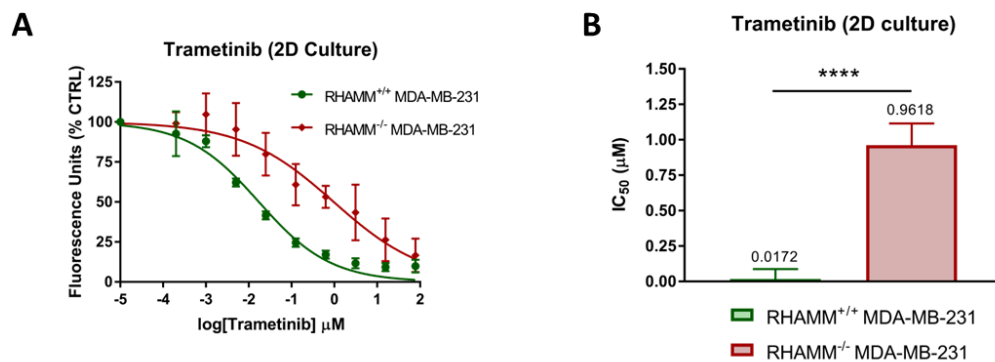 A
Trametinib (2D Culture)
Fluorescence Units (% CTRL)
125
100
75
50
25
0
-5 -4 -3 -2 -1 0 1 2
log[Trametinib] μM
RHAMM+/+ MDA-MB-231
RHAMM-/- MDA-MB-231
B
Trametinib (2D culture)
IC50 (μM)
1.50
1.25
1.00
0.75
0.50
0.25
0.00
****
0.9618
0.0172
RHAMM+/+ MDA-MB-231
RHAMM-/- MDA-MB-231